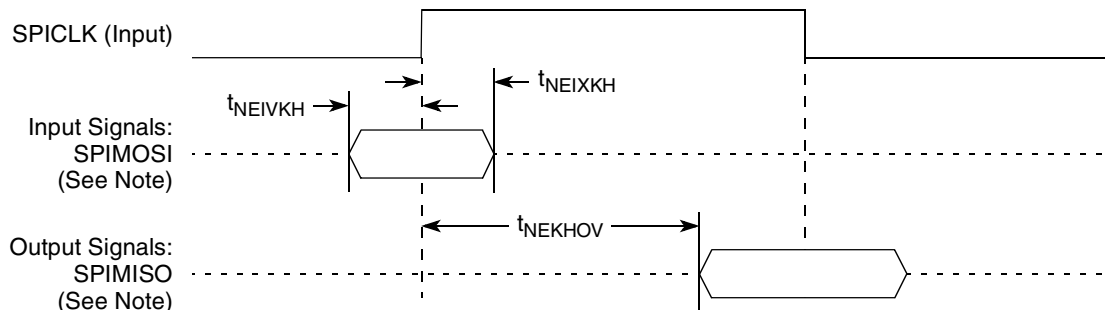 SPICLK (Input)
tNEIXKH
tNEIVKH
Input Signals:
SPIMOSI
(See Note)
tNEKHOV
Output Signals:
SPIMISO
(See Note)